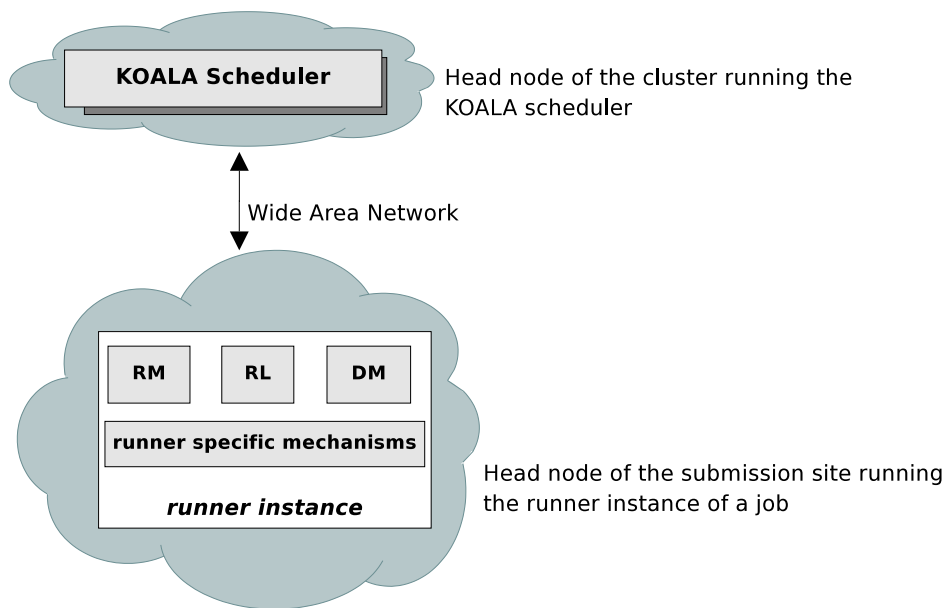 KOALA Scheduler
Head node of the cluster running the
KOALA scheduler
Wide Area Network
RM RL DM
runner specific mechanisms
runner instance
Head node of the submission site running
the runner instance of a job